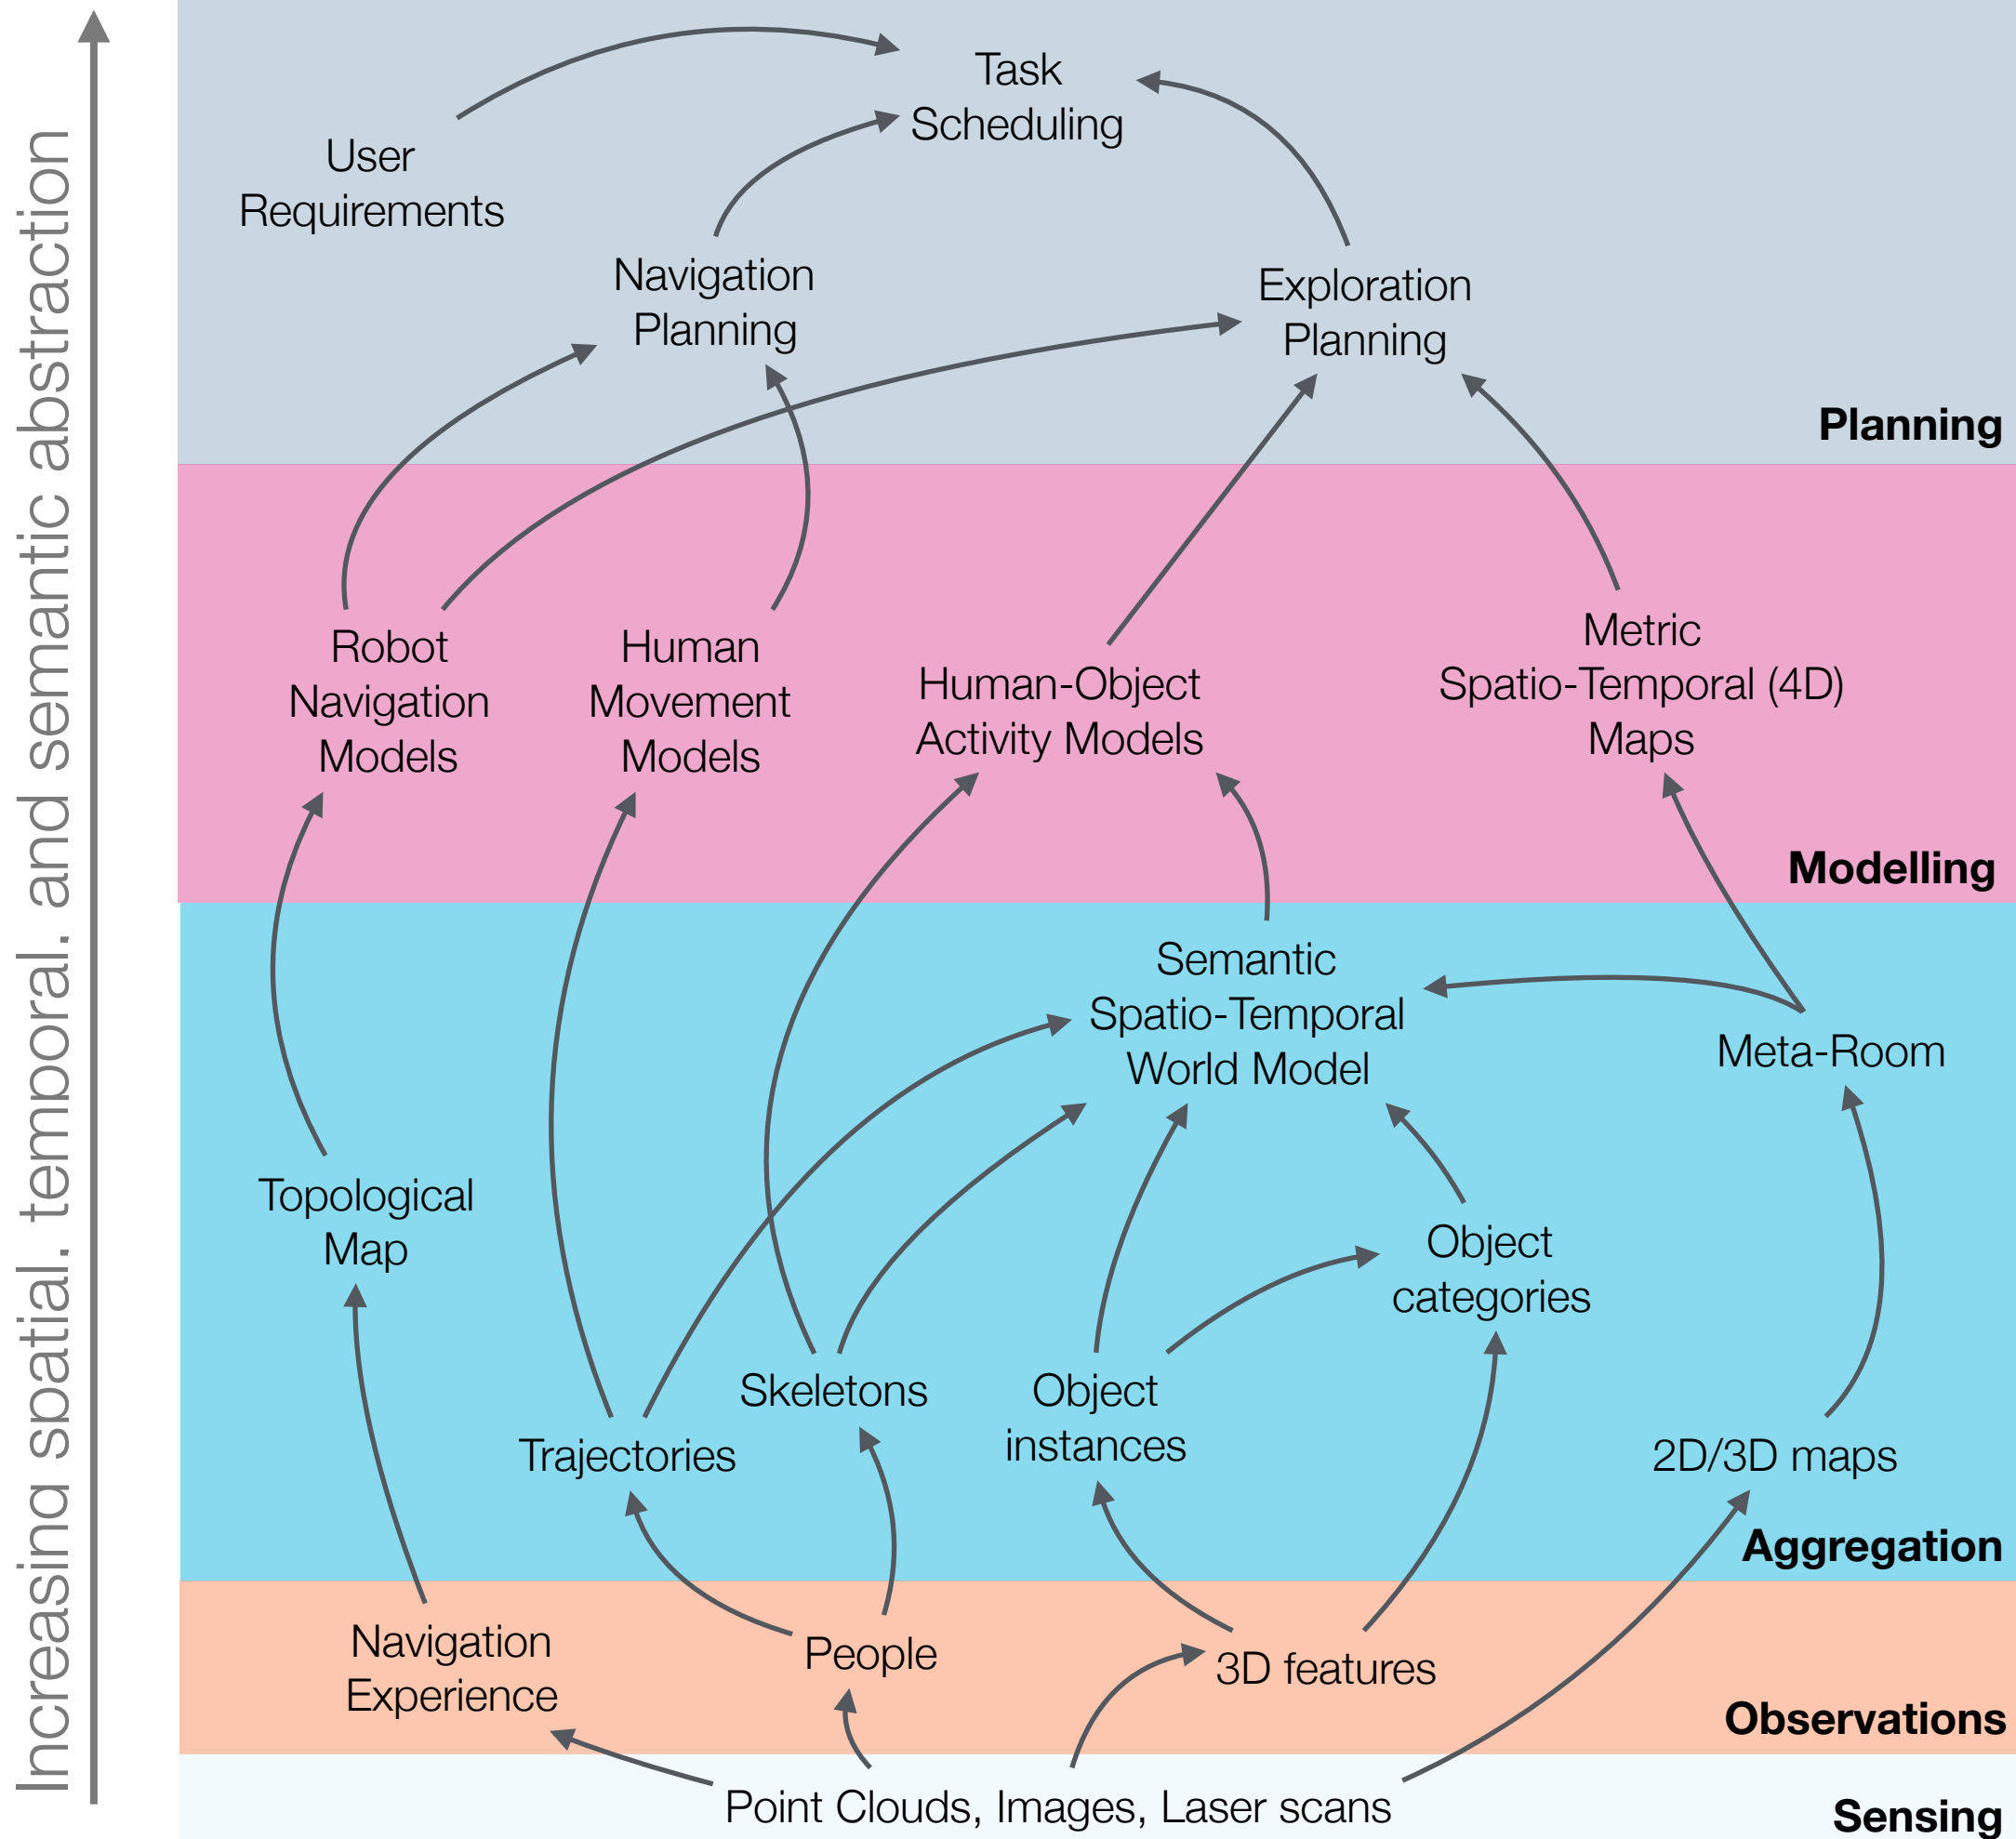 Increasing spatial, temporal, and semantic abstraction
Task
Scheduling
User
Requirements
Navigation
Planning
Exploration
Planning
Planning
Robot
Navigation
Models
Human
Movement
Models
Human-Object
Activity Models
Metric
Spatio-Temporal (4D)
Maps
Modelling
Semantic
Spatio-Temporal
World Model
Meta-Room
Topological
Map
Object
categories
Skeletons
Object
instances
Trajectories
2D/3D maps
Aggregation
Navigation
Experience
People
3D features
Observations
Point Clouds, Images, Laser scans
Sensing